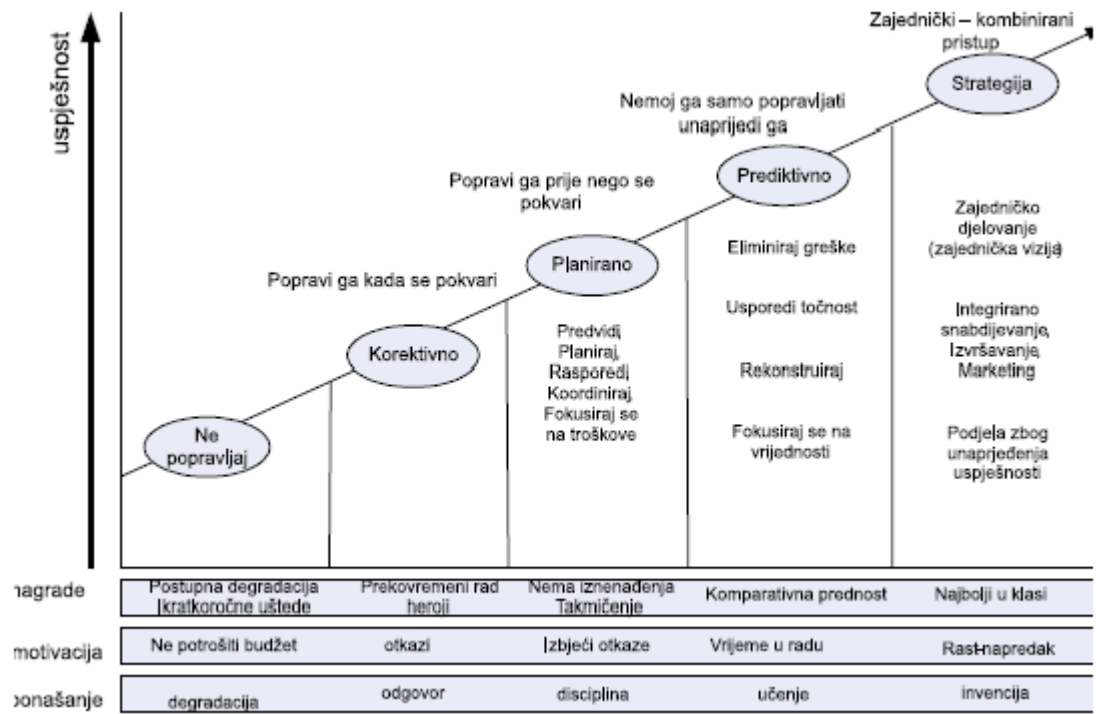 uspješnost
Zajednički – kombinirani
pristup
Strategija
Nemoj ga samo popravljati
unaprijedi ga
Prediktivno
Popravi ga prije nego se
pokvari
Planirano
Popravi ga kada se pokvari
Korektivno
Ne
popravljaj
Predvidi,
Planiraj,
Rasporedi,
Koordiniraj,
Fokusiraj se
na troškove
Eliminiraj greške
Usporedi točnost
Rekonstruiraj
Fokusiraj se na
vrijednosti
Zajedničko
djelovanje
(zajednička vizija)
Integrirano
snabdijevanje,
Izvršavanje,
Marketing
Podjela zbog
unaprjeđenja
uspješnosti
nagrade
Postupna degradacija
Ikratkoročne uštede
Prekovremeni rad
heroji
Nema iznenađenja
Takmičenje
Komparativna prednost
Najbolji u klasi
motivacija
Ne potrošiti budžet
otkazi
Izbjeći otkaze
Vrijeme u radu
Rast-napredak
ponašanje
degradacija
odgovor
disciplina
učenje
invencija